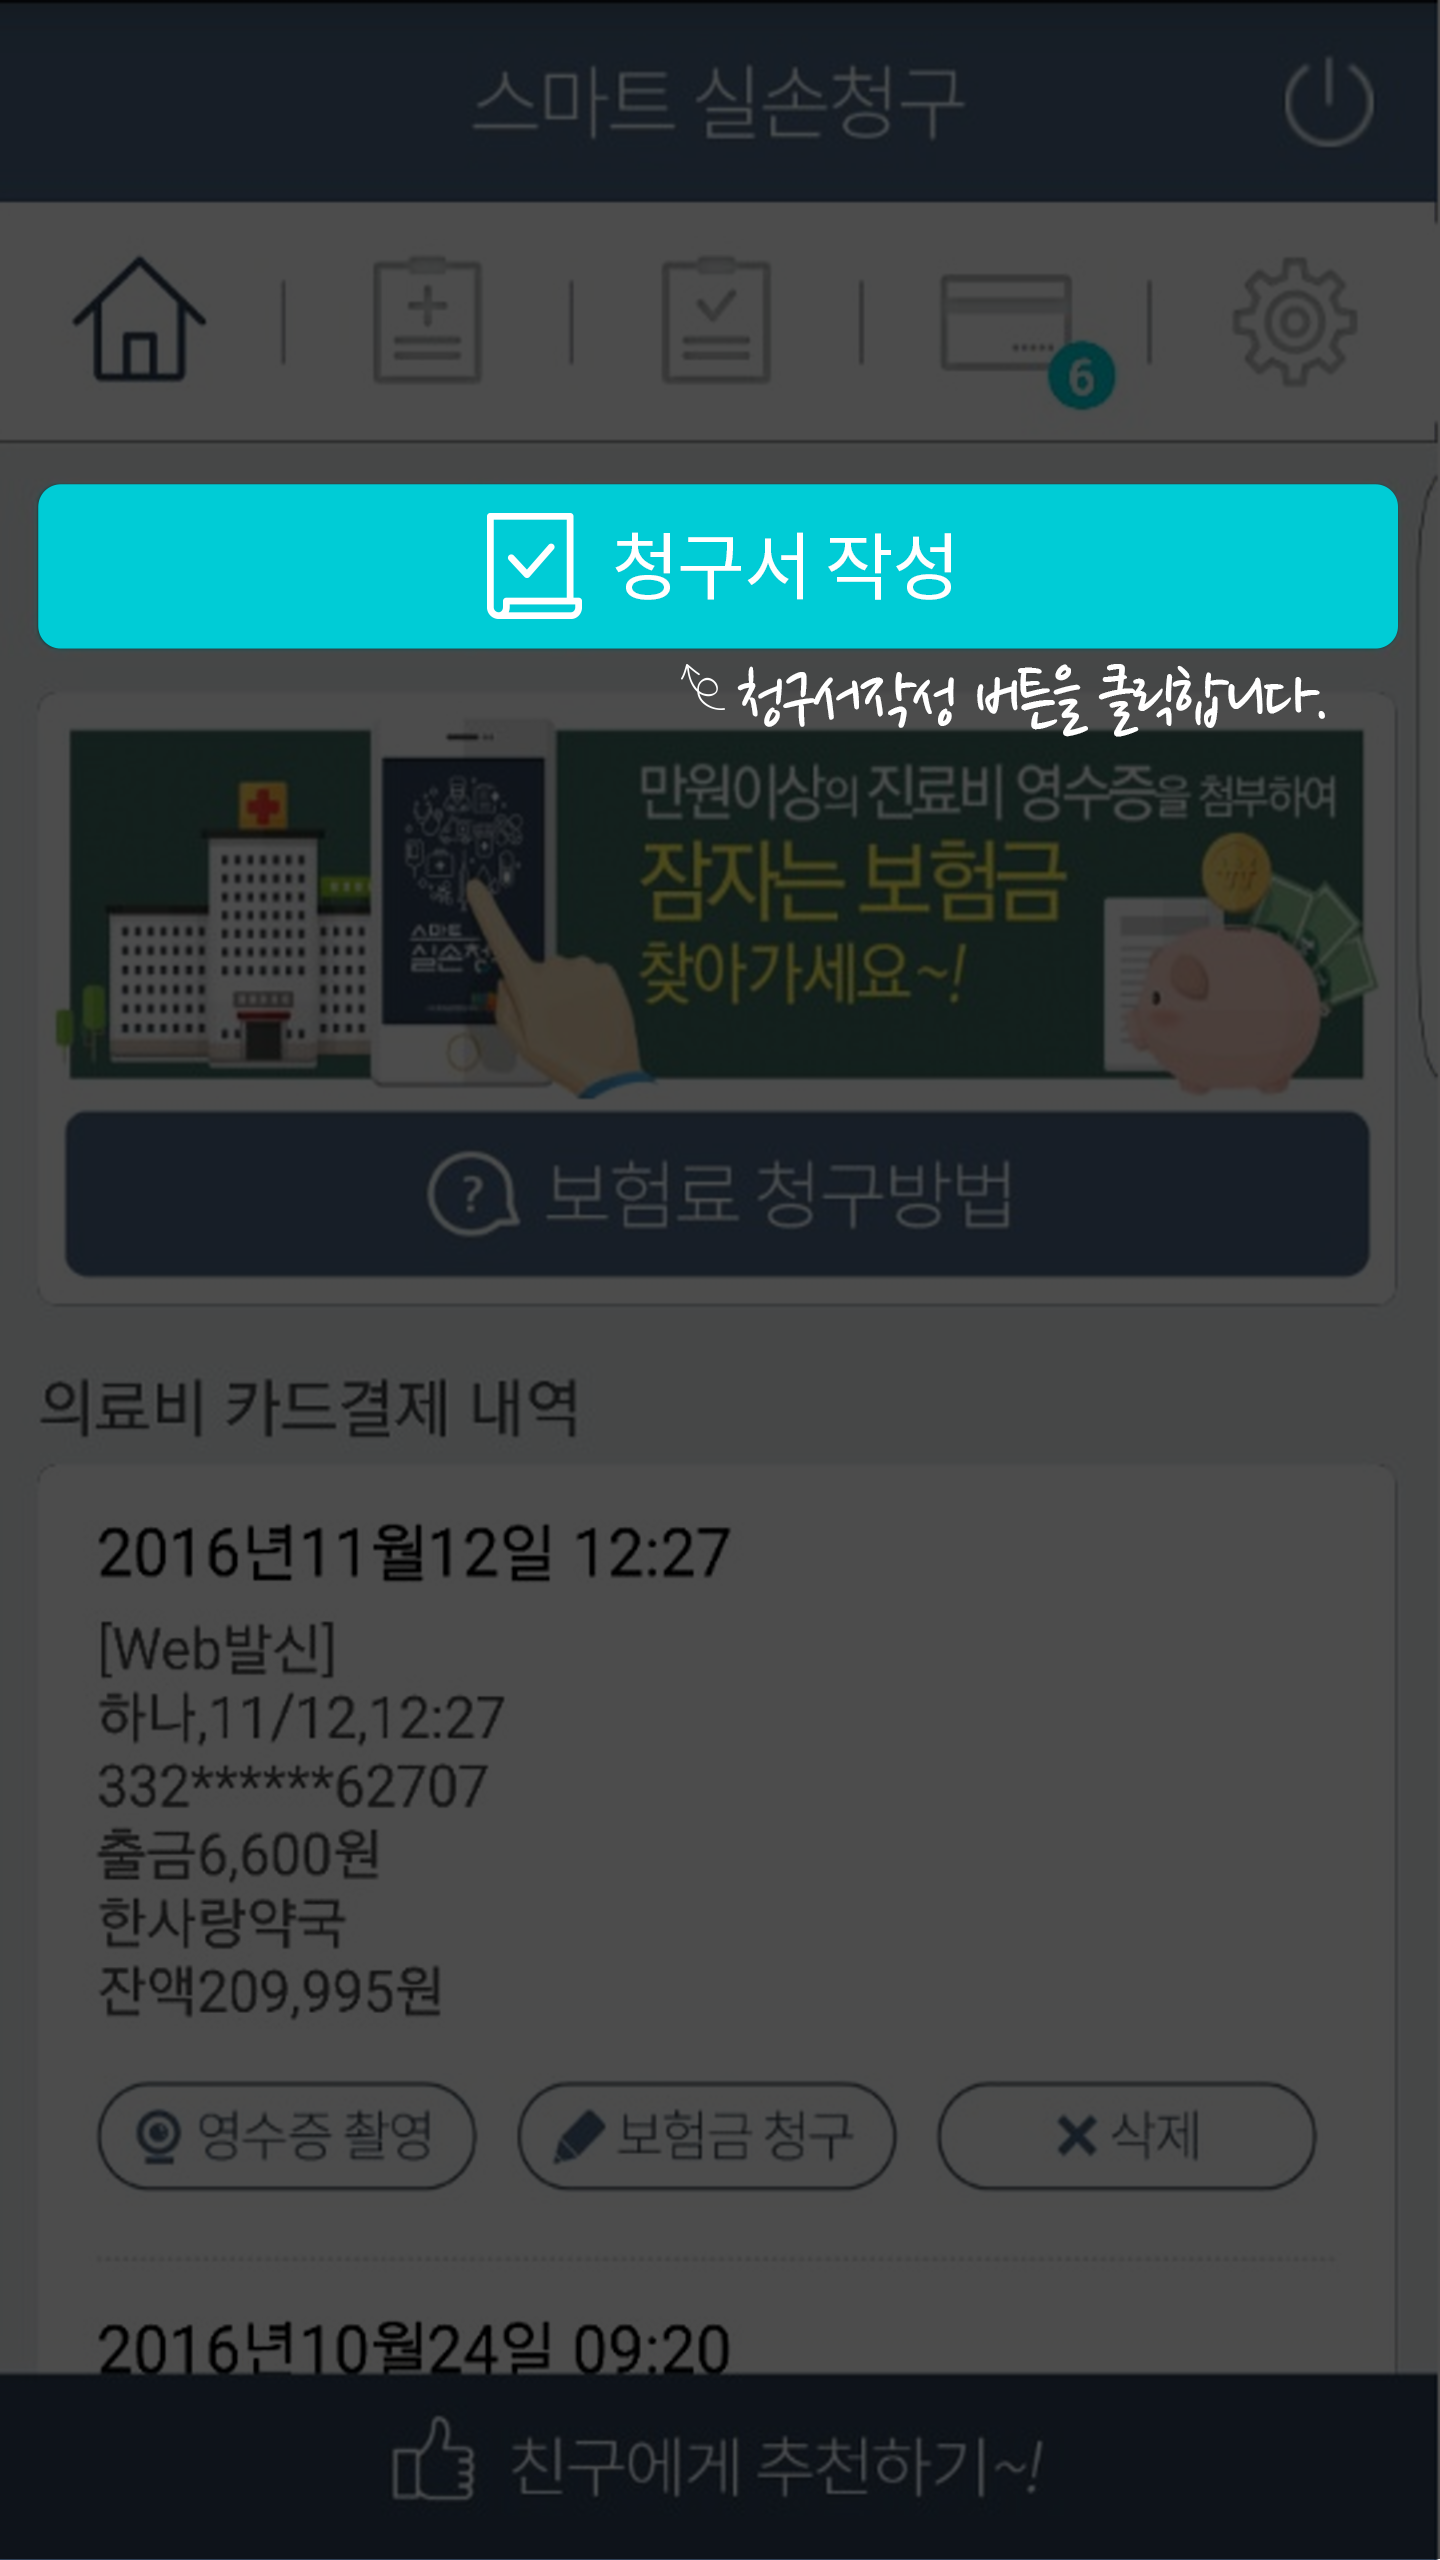 스마트 실손청구
6
청구서 작성
청구서작성 버튼을 클릭합니다.
만원이상의 진료비 영수증을 첨부하여
잠자는 보험금
찾아가세요~!
스마트
실손청
보험료 청구방법
의료비 카드결제 내역
2016년11월12일 12:27
[Web발신]
하나,11/12,12:27
332******62707
출금6,600원
한사랑약국
잔액209,995원
영수증 촬영
보험금 청구
삭제
2016년10월24일 09:20
친구에게 추천하기~!